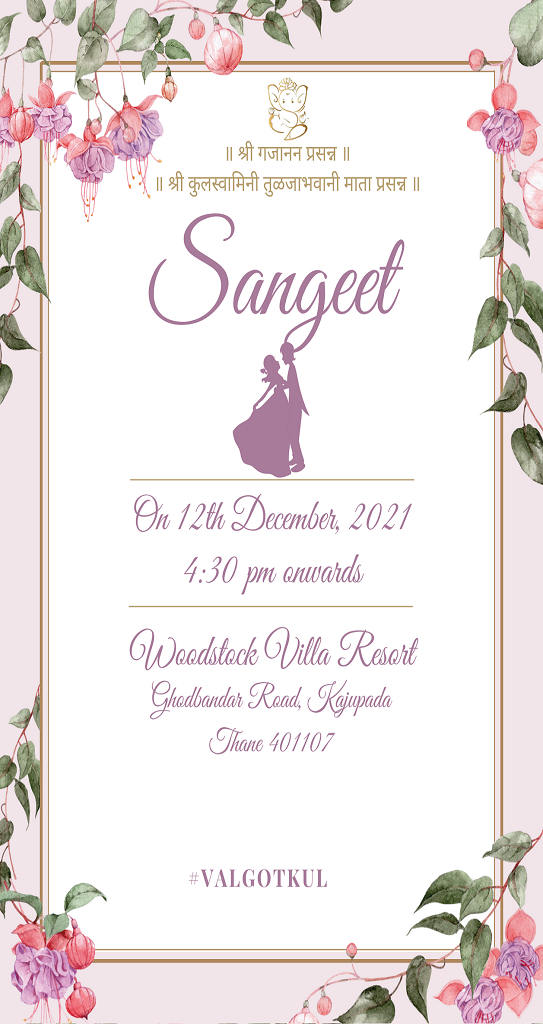 ॥ श्री गजानन प्रसन्न ॥
॥ श्री कुलस्वामिनी तुळजाभवानी माता प्रसन्न ॥
Sangeet
On 12th December, 2021
4:30 pm onwards
Woodstock Villa Resort
Ghodbandar Road, Kajupada
Thane 401107
#VALGOTKUL